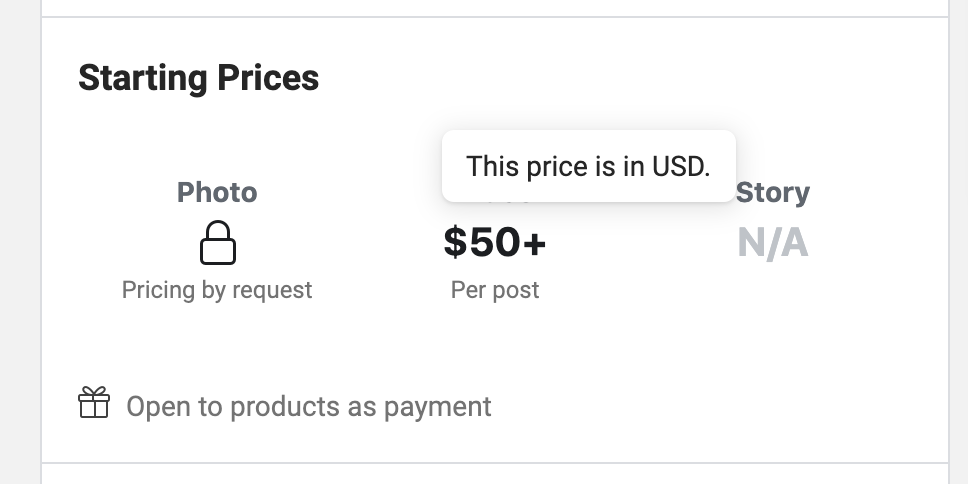 Starting Prices
This price is in USD.
Photo
Story
$50+
N/A
Pricing by request
Per post
Open to products as payment